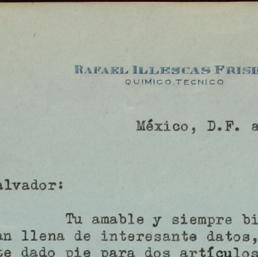 RAFAEL ILLESCAS FRISB
QUIMICO.TECNICO
México, D.F. a
alvador:
Tu amable y siempre bi
an llena de interesante datos,
te dado pie para dos artículos